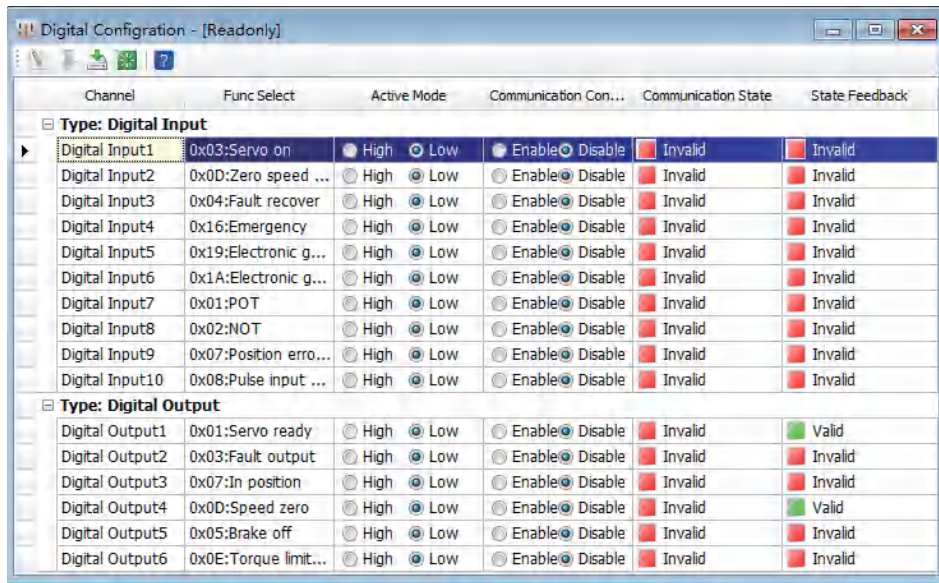 Digital Configration - [Readonly]
?
Channel Func Select Active Mode Communication Con... Communication State State Feedback
Type: Digital Input
Digital Input1 0x03:Servo on High Low Enable Disable Invalid Invalid
Digital Input2 0x0D:Zero speed ... High Low Enable Disable Invalid Invalid
Digital Input3 0x04:Fault recover High Low Enable Disable Invalid Invalid
Digital Input4 0x16:Emergency High Low Enable Disable Invalid Invalid
Digital Input5 0x19:Electronic g... High Low Enable Disable Invalid Invalid
Digital Input6 0x1A:Electronic g... High Low Enable Disable Invalid Invalid
Digital Input7 0x01:POT High Low Enable Disable Invalid Invalid
Digital Input8 0x02:NOT High Low Enable Disable Invalid Invalid
Digital Input9 0x07:Position erro... High Low Enable Disable Invalid Invalid
Digital Input10 0x08:Pulse input ... High Low Enable Disable Invalid Invalid
Type: Digital Output
Digital Output1 0x01:Servo ready High Low Enable Disable Invalid Valid
Digital Output2 0x03:Fault output High Low Enable Disable Invalid Invalid
Digital Output3 0x07:In position High Low Enable Disable Invalid Invalid
Digital Output4 0x0D:Speed zero High Low Enable Disable Invalid Valid
Digital Output5 0x05:Brake off High Low Enable Disable Invalid Invalid
Digital Output6 0x0E:Torque limit... High Low Enable Disable Invalid Invalid